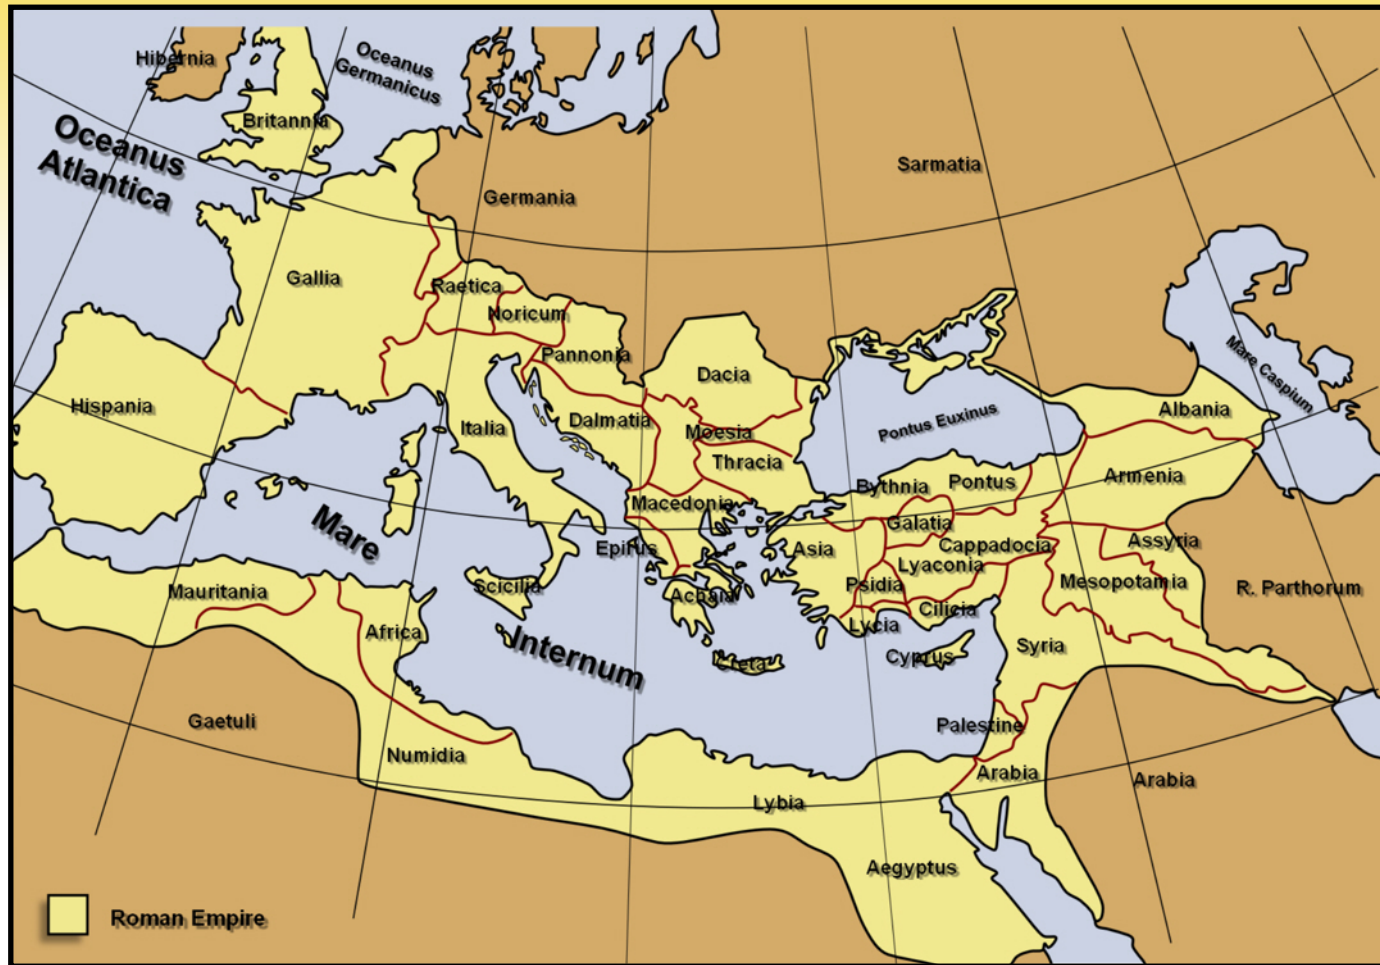 Hibernia
Oceanus
Germanicus
Britannia
Oceanus
Atlantica
Sarmatia
Germania
Gallia
Raetica
Noricum
Pannonia
Dacia
Mare Caspium
Hispania
Italia
Dalmatia
Moesia
Thracia
Pontus Euxinus
Albania
Armenia
Macedonia
Bythnia
Pontus
Mare
Epirus
Asia
Galatia
Cappadocia
Assyria
Lyaconia
Mesopotamia
R. Parthorum
Scicilia
Achaia
Psidia
Cilicia
Lycia
Mauritania
Africa
Internum
Creta
Cyprus
Syria
Gaetuli
Numidia
Palestine
Arabia
Arabia
Lybia
Aegyptus
Roman Empire